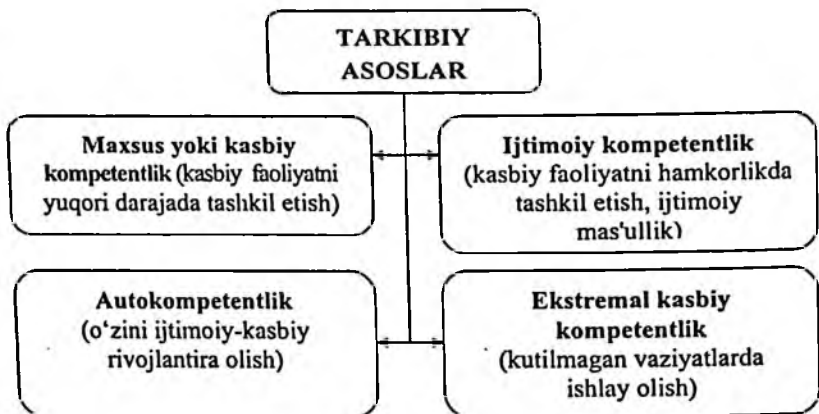 TARKIBIY
ASOSLAR
Maxsus yoki kasbiy
kompetentlik (kasbiy faoliyatni
yuqori darajada tashkil etish)
Ijtimoiy kompetentlik
(kasbiy faoliyatni hamkorlikda
tashkil etish, ijtimoiy
mas'ullik)
Autokompetentlik
(o‘zini ijtimoiy-kasbiy
rivojlantira olish)
Ekstremal kasbiy
kompetentlik
(kutilmagan vaziyatlarda
ishlay olish)